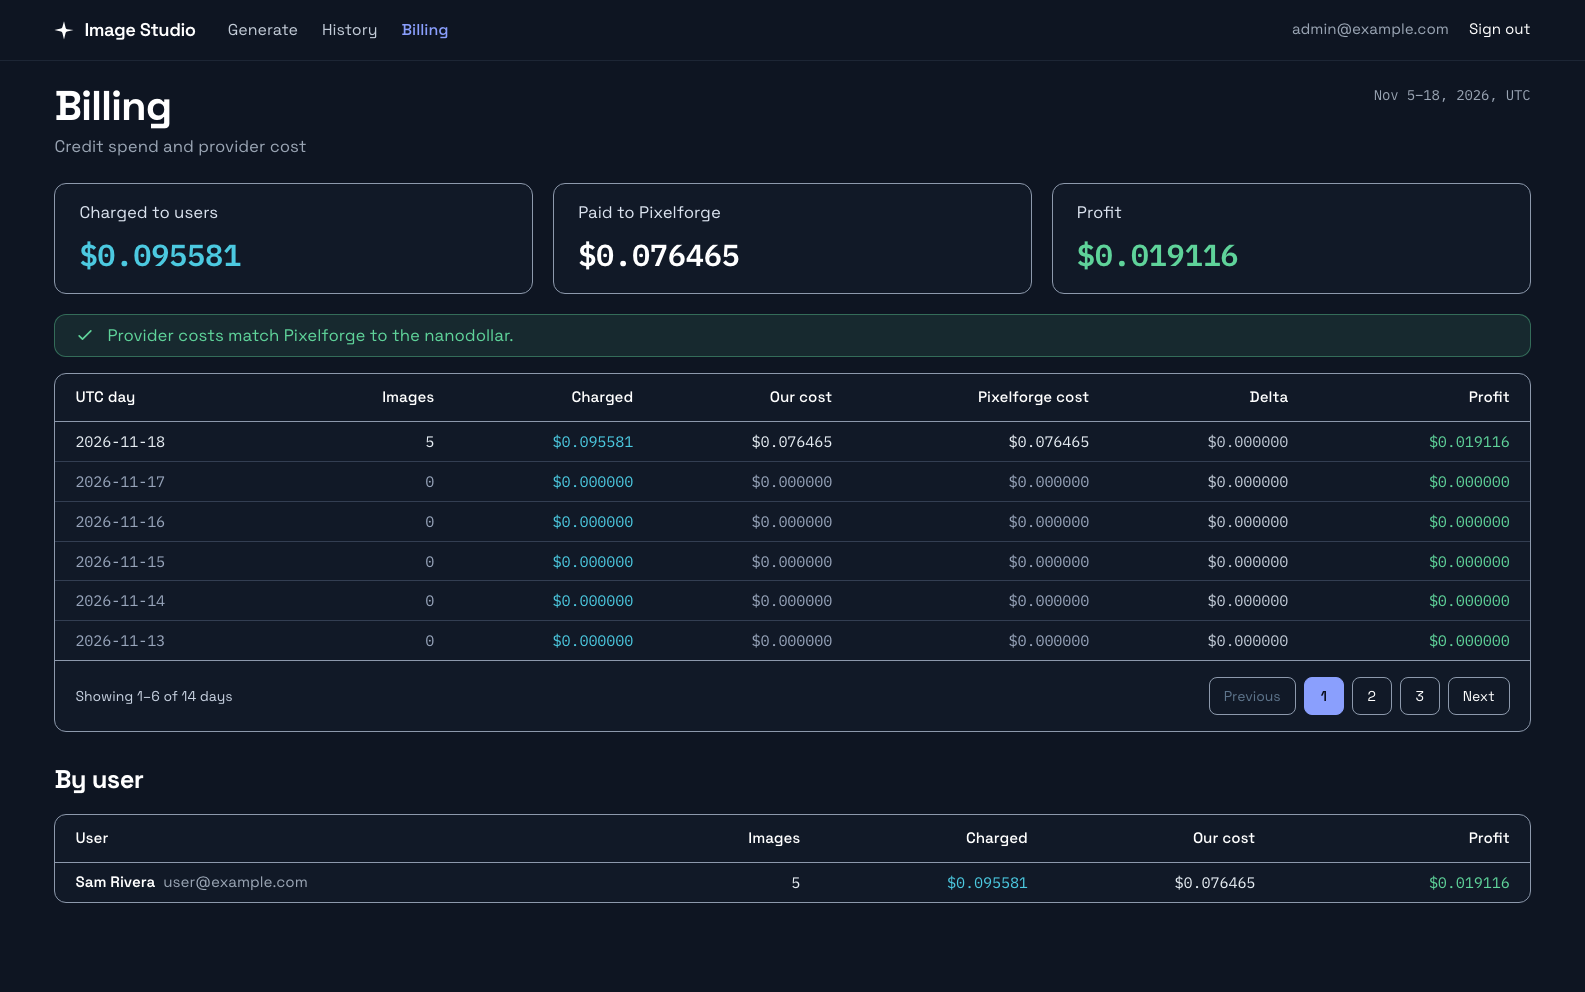 Image Studio Generate History Billing admin@example.com Sign out
Billing
Nov 5–18, 2026, UTC
Credit spend and provider cost
Charged to users
$0.095581
Paid to Pixelforge
$0.076465
Profit
$0.019116
Provider costs match Pixelforge to the nanodollar.
UTC day Images Charged Our cost Pixelforge cost Delta Profit
2026-11-18 5 $0.095581 $0.076465 $0.076465 $0.000000 $0.019116
2026-11-17 0 $0.000000 $0.000000 $0.000000 $0.000000 $0.000000
2026-11-16 0 $0.000000 $0.000000 $0.000000 $0.000000 $0.000000
2026-11-15 0 $0.000000 $0.000000 $0.000000 $0.000000 $0.000000
2026-11-14 0 $0.000000 $0.000000 $0.000000 $0.000000 $0.000000
2026-11-13 0 $0.000000 $0.000000 $0.000000 $0.000000 $0.000000
Showing 1–6 of 14 days Previous 1 2 3 Next
By user
User Images Charged Our cost Profit
Sam Rivera user@example.com 5 $0.095581 $0.076465 $0.019116